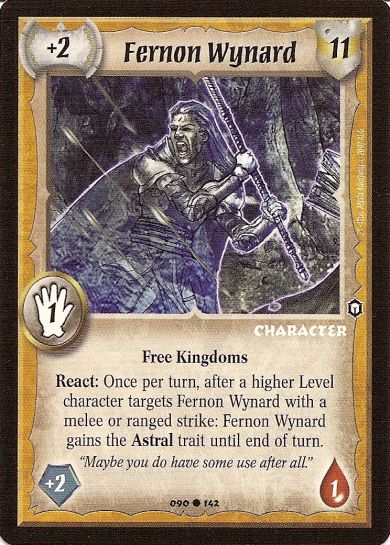 +2
Fernon Wynard
11
1
CHARACTER
Free Kingdoms
React: Once per turn, after a higher Level
character targets Fernon Wynard with a
melee or ranged strike: Fernon Wynard
gains the Astral trait until end of turn.
"Maybe you do have some use after all."
+2
090 ● 142
1